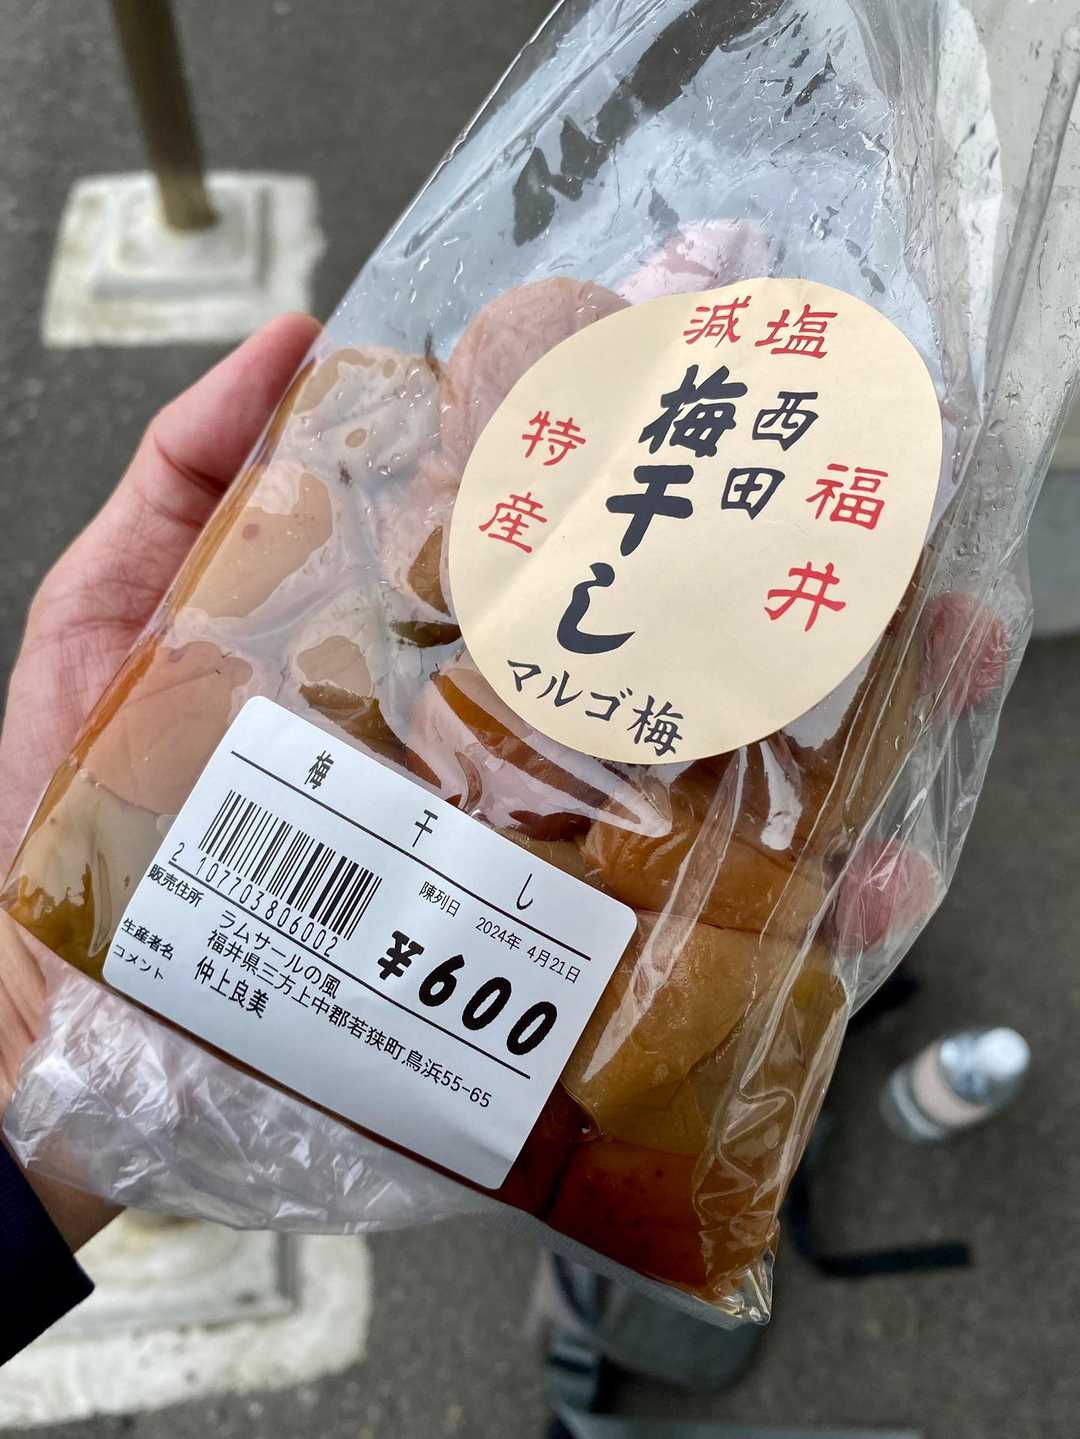 減塩
福井
西田
梅干し
特産
マルゴ梅
梅干し
2 107703806002
陳列日 2024年 4月21日
¥600
販売住所 ラムサールの風
福井県三方上中郡若狭町鳥浜55-65
生産者名 仲上良美
コメント